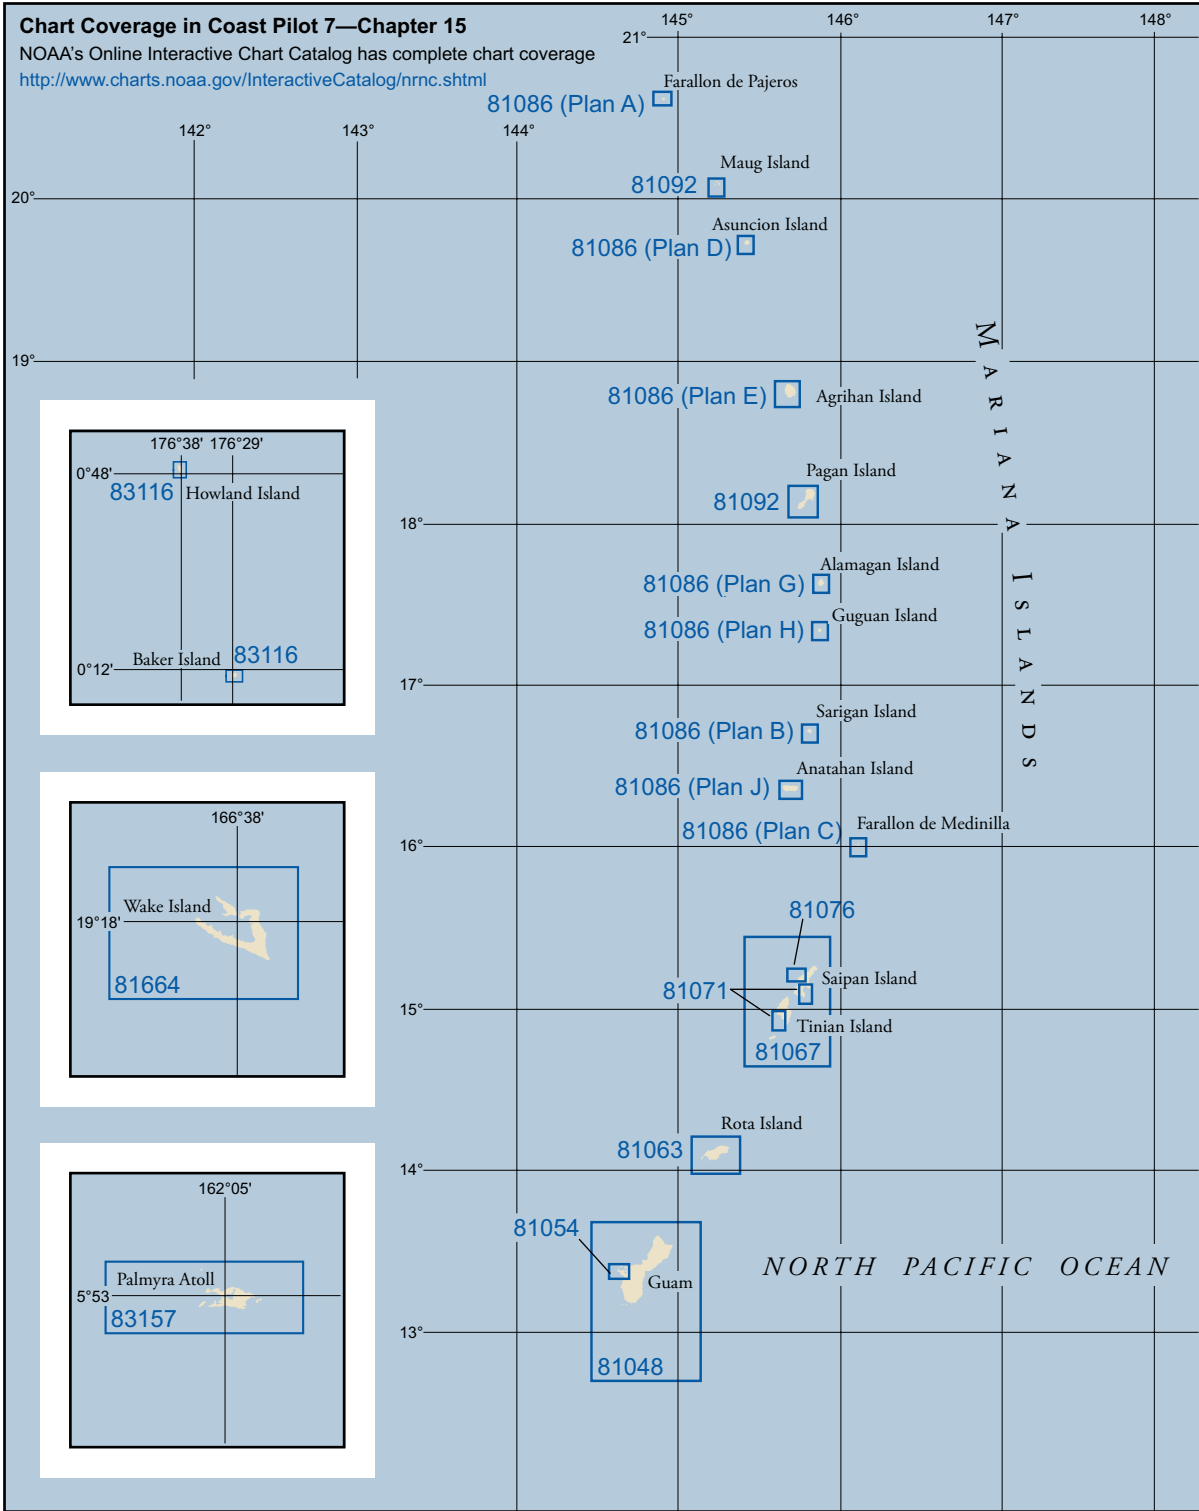 Chart Coverage in Coast Pilot 7—Chapter 15
NOAA's Online Interactive Chart Catalog has complete chart coverage
http://www.charts.noaa.gov/InteractiveCatalog/nrnc.shtml
145° 146° 147° 148°
21°
Farallon de Pajeros
81086 (Plan A)
142° 143° 144°
Maug Island
81092
20°
Asuncion Island
81086 (Plan D)
19°
81086 (Plan E) Agrihan Island
Pagan Island
81092
18°
Alamagan Island
81086 (Plan G)
Guguan Island
81086 (Plan H)
17°
Sarigan Island
81086 (Plan B)
Anatahan Island
81086 (Plan J)
Farallon de Medinilla
81086 (Plan C)
16°
81076
Saipan Island
81071
15°
Tinian Island
81067
Rota Island
81063
14°
81054
Guam
13°
81048
MARIANA ISLANDS
NORTH PACIFIC OCEAN
176°38' 176°29'
0°48'
83116 Howland Island
Baker Island 83116
0°12'
166°38'
Wake Island
19°18'
81664
162°05'
Palmyra Atoll
5°53
83157